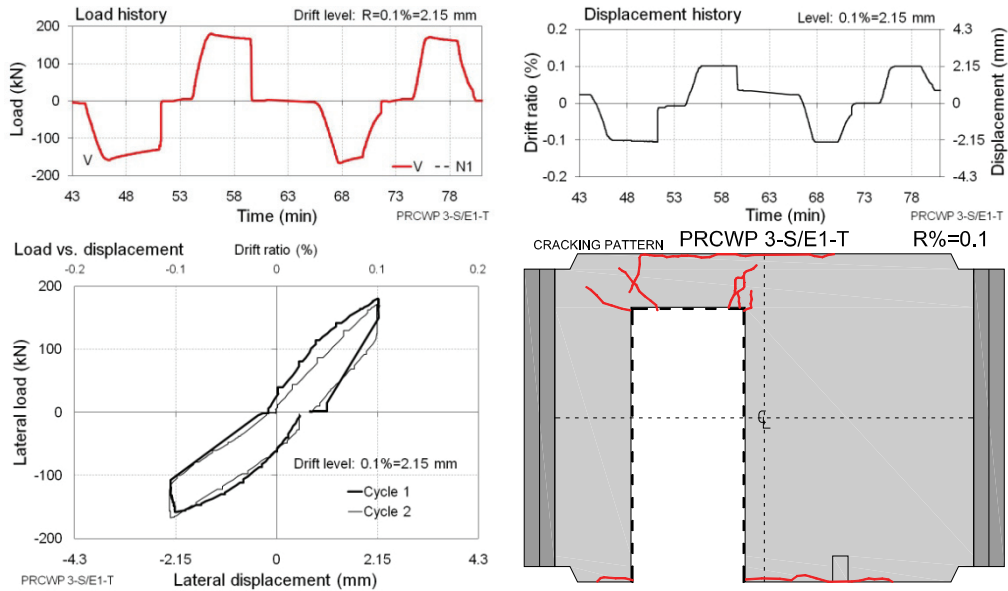 Load history
Drift level: R=0.1%=2.15 mm
Load (kN)
200
100
0
-100
-200
V
V
N1
43
48
53
58
63
68
73
78
Time (min)
PRCWP 3-S/E1-T
Displacement history
Level: 0.1%=2.15 mm
Drift ratio (%)
0.2
0.1
0
-0.1
-0.2
4.3
2.15
0
-2.15
-4.3
Displacement (mm)
43
48
53
58
63
68
73
78
Time (min)
PRCWP 3-S/E1-T
Load vs. displacement
Drift ratio (%)
-0.2
-0.1
0
0.1
0.2
Lateral load (kN)
200
100
0
-100
-200
Drift level: 0.1%=2.15 mm
Cycle 1
Cycle 2
-4.3
-2.15
0
2.15
4.3
PRCWP 3-S/E1-T
Lateral displacement (mm)
CRACKING PATTERN PRCWP 3-S/E1-T R%=0.1
℄